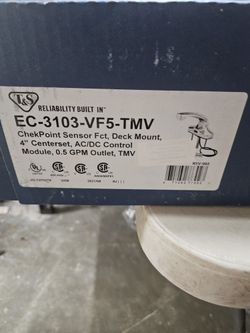 T&S
RELIABILITY BUILT IN™
EC-3103-VF5-TMV
ChekPoint Sensor Fct, Deck Mount,
4" Centerset, AC/DC Control
Module, 0.5 GPM Outlet, TMV